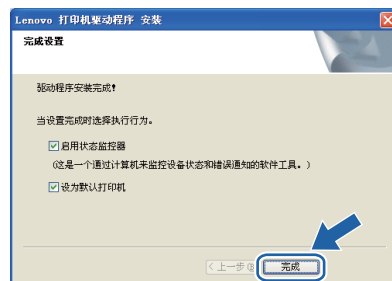 Lenovo 打印机驱动程序 安装
完成设置
驱动程序安装完成!
当设置完成时选择执行行为。
启用状态监控器
(这是一个通过计算机来监控设备状态和错误通知的软件工具。)
设为默认打印机
<上一步 完成